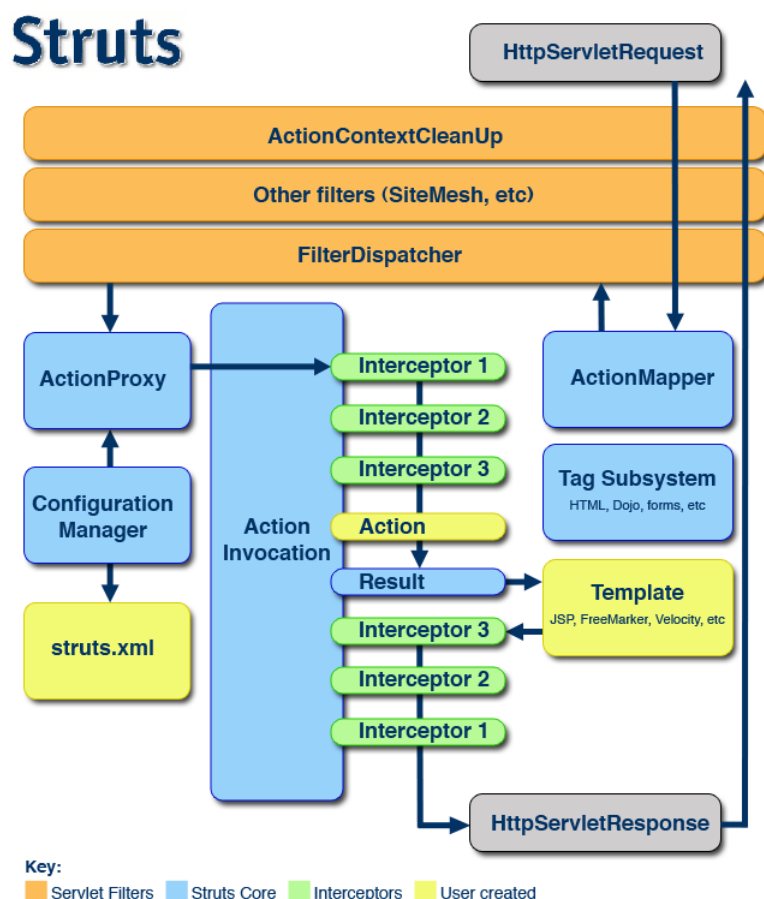 Struts
HttpServletRequest
ActionContextCleanUp
Other filters (SiteMesh, etc)
FilterDispatcher
ActionProxy
Interceptor 1
ActionMapper
Interceptor 2
Interceptor 3
Tag Subsystem
HTML, Dojo, forms, etc
Configuration
Manager
Action
Invocation
Action
Result
Template
JSP, FreeMarker, Velocity, etc
struts.xml
Interceptor 3
Interceptor 2
Interceptor 1
HttpServletResponse
Key:
Servlet Filters
Struts Core
Interceptors
User created